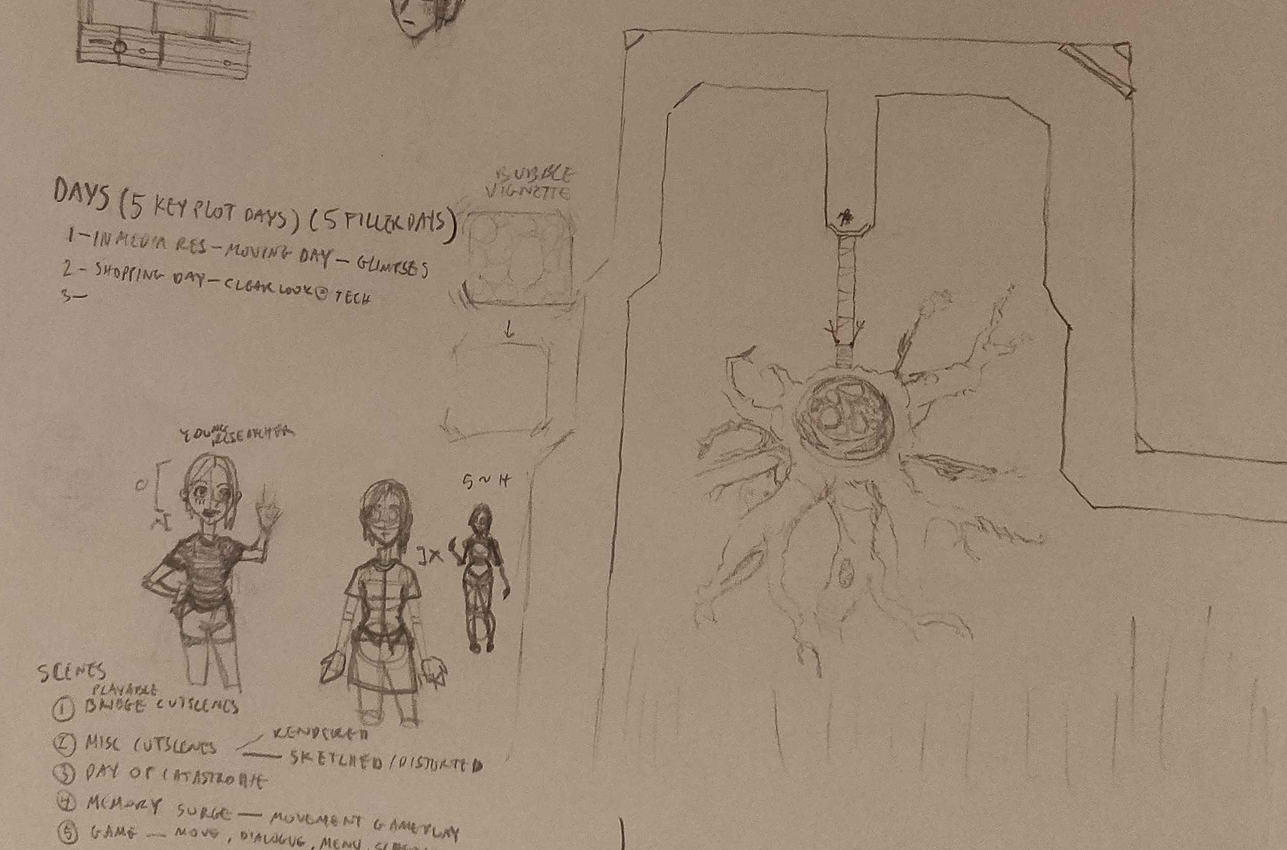 BUBBLE
VIGNETTE
DAYS (5 KEY PLOT DAYS) (5 FILLER DAYS)
1 - IN MEDIA RES - MOVING DAY - GLIMPSES
2 - SHOPPING DAY - CLEAR LOOK @ TECH
3 -
YOUNG
RESEARCHER
5 ~ H
]X
SCENES
PLAYABLE
① BRIDGE CUTSCENES
② MISC CUTSCENES — RENDERED
— SKETCHED / DISTORTED
③ DAY OF CATASTROPHE
④ MEMORY SURGE — MOVEMENT GAMEPLAY
⑤ GAME — MOVE, DIALOGUE, MENU,